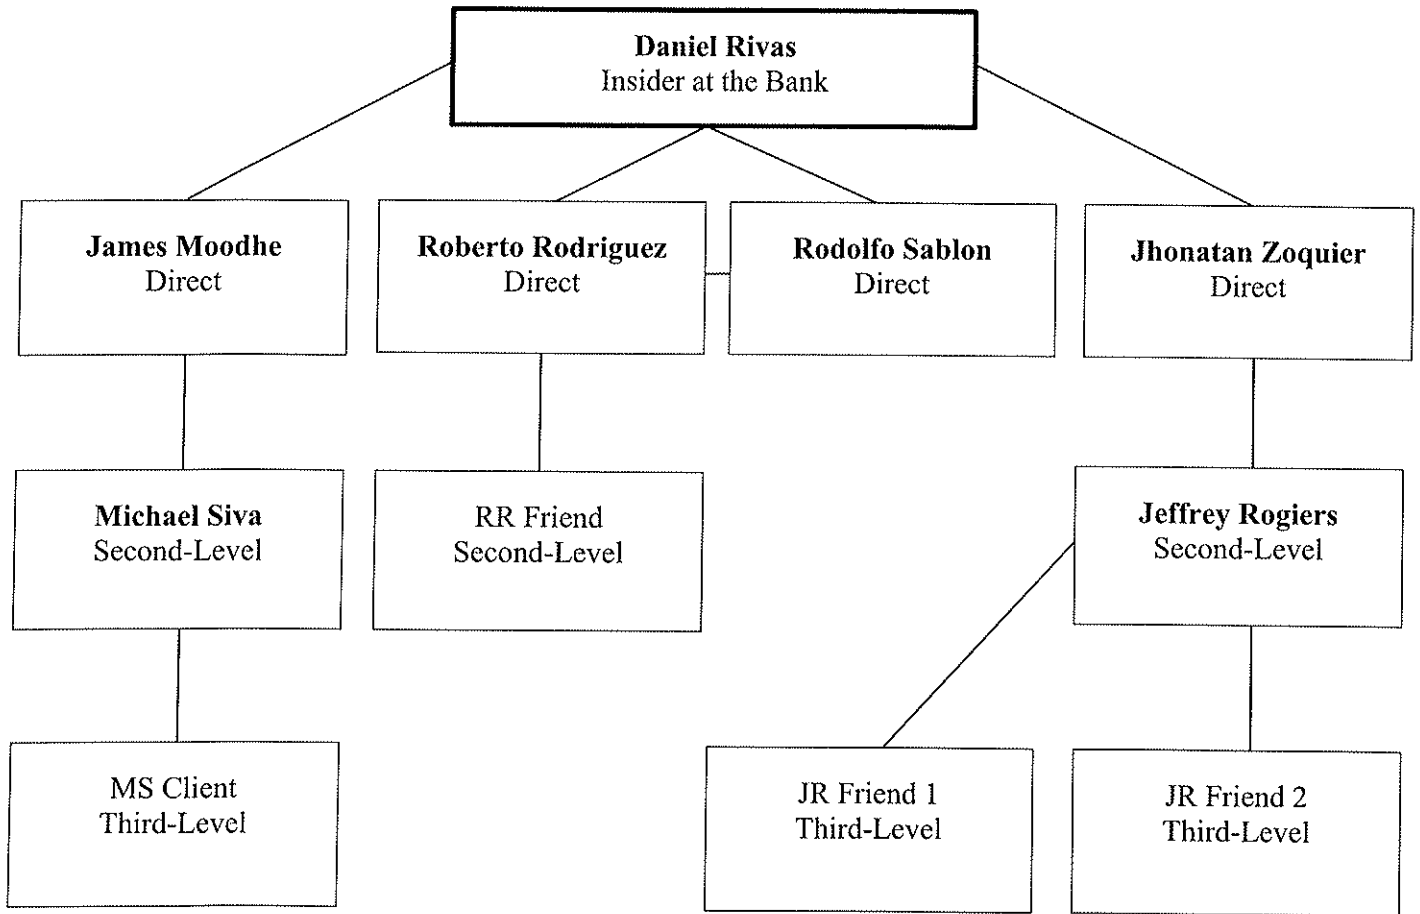 Daniel Rivas
Insider at the Bank
James Moodhe
Direct
Roberto Rodriguez
Direct
Rodolfo Sablon
Direct
Jhonatan Zoquier
Direct
Michael Siva
Second-Level
RR Friend
Second-Level
Jeffrey Rogiers
Second-Level
MS Client
Third-Level
JR Friend 1
Third-Level
JR Friend 2
Third-Level